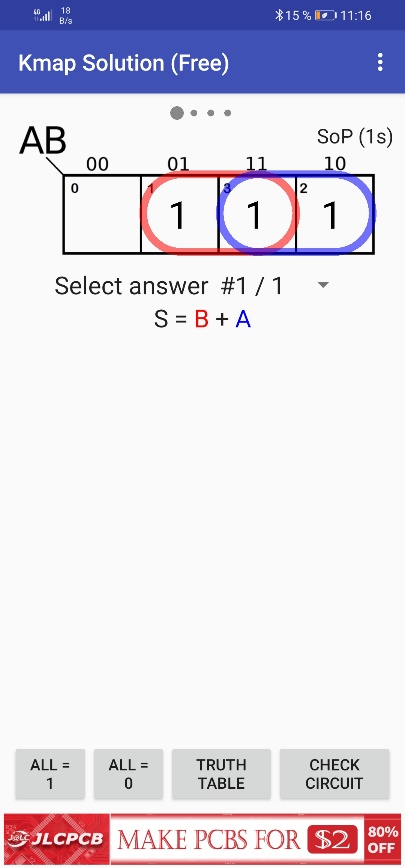 4G 18 B/s 15 % 11:16
Kmap Solution (Free)
AB SoP (1s)
00 01 11 10
0 1 3 2
1 1 1
Select answer #1 / 1
S = B + A
ALL = 1
ALL = 0
TRUTH TABLE
CHECK CIRCUIT
J@LC JLCPCB MAKE PCBS FOR $2 80% OFF